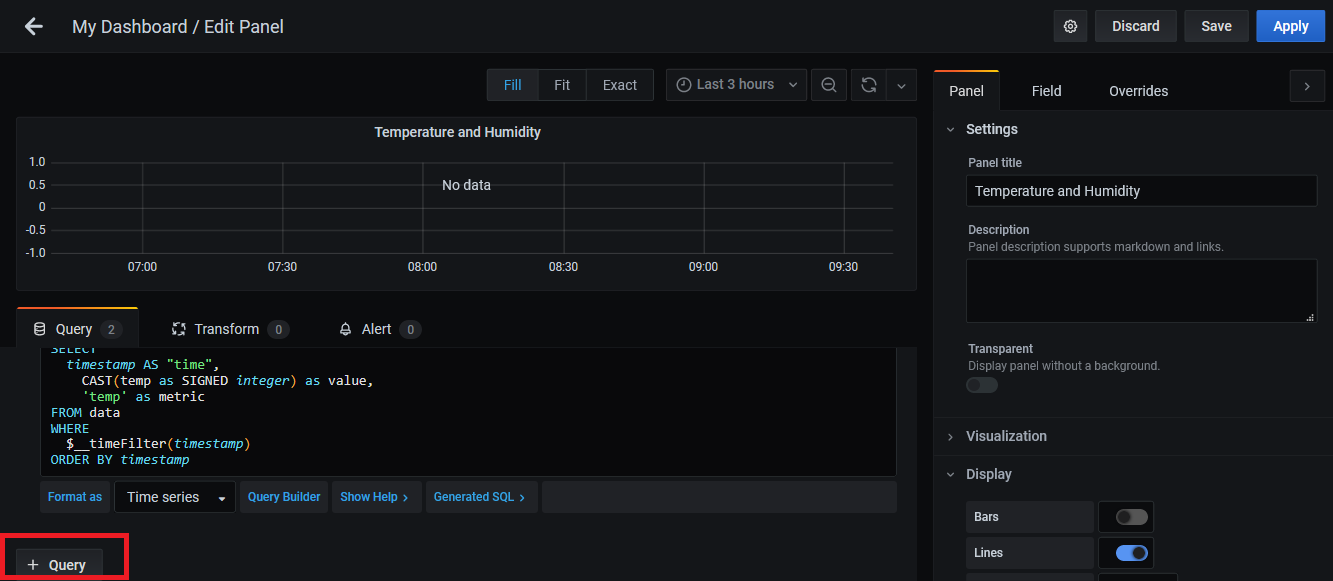 My Dashboard / Edit Panel
Discard
Save
Apply
Fill
Fit
Exact
Last 3 hours
Panel
Field
Overrides
Temperature and Humidity
1.0
0.5
0
-0.5
-1.0
No data
07:00
07:30
08:00
08:30
09:00
09:30
Query 2
Transform 0
Alert 0
SELECT
timestamp AS "time",
CAST(temp as SIGNED integer) as value,
'temp' as metric
FROM data
WHERE
$__timeFilter(timestamp)
ORDER BY timestamp
Format as
Time series
Query Builder
Show Help >
Generated SQL >
+ Query
Settings
Panel title
Temperature and Humidity
Description
Panel description supports markdown and links.
Transparent
Display panel without a background.
Visualization
Display
Bars
Lines